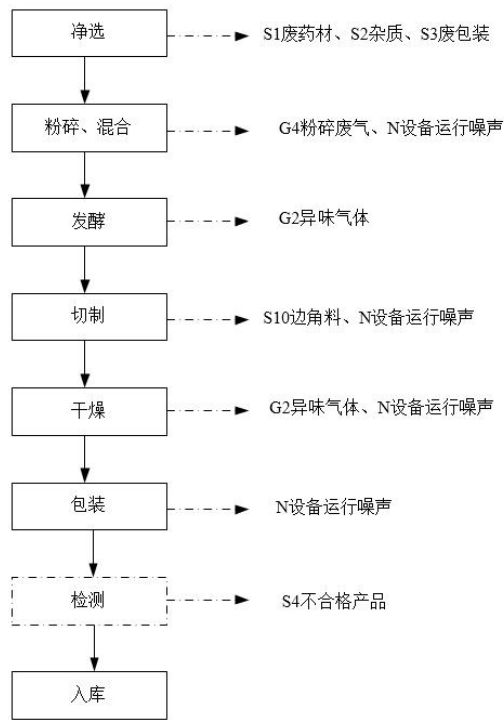 净选
S1废药材、S2杂质、S3废包装
粉碎、混合
G4粉碎废气、N设备运行噪声
发酵
G2异味气体
切制
S10边角料、N设备运行噪声
干燥
G2异味气体、N设备运行噪声
包装
N设备运行噪声
检测
S4不合格产品
入库